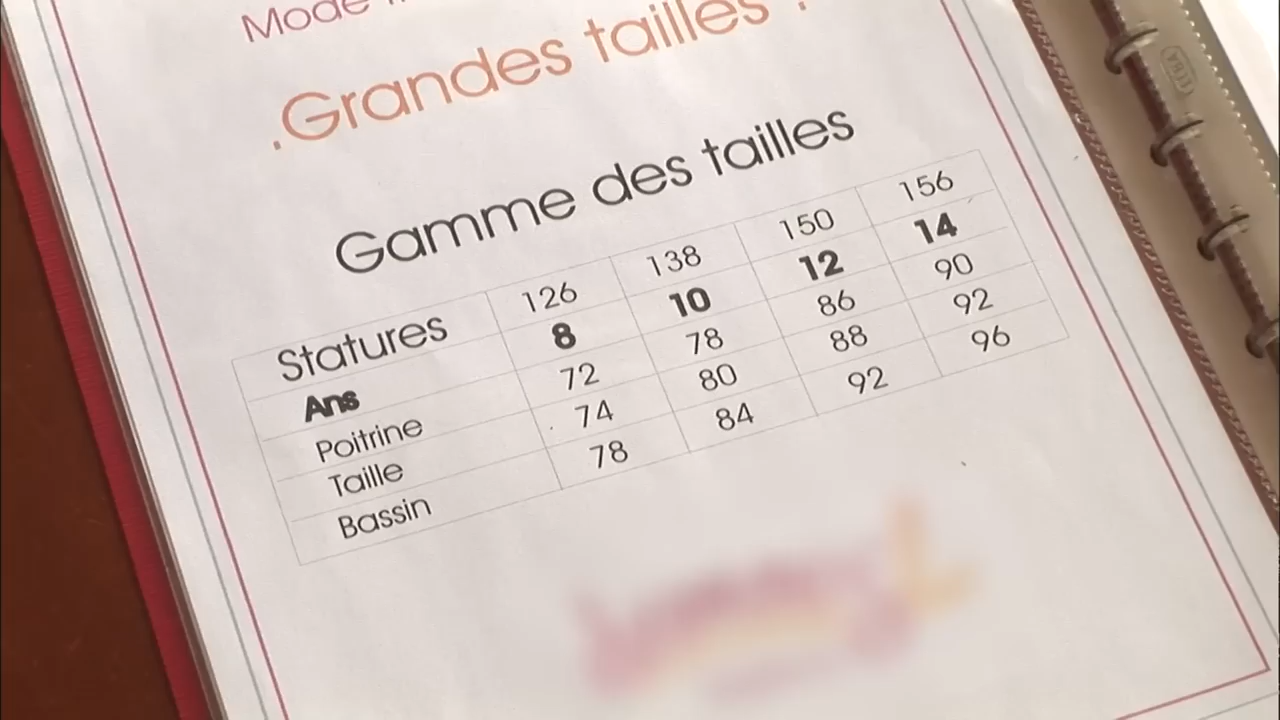 Mode
.Grandes tailles .
Gamme des tailles
Statures 126 138 150 156
Ans 8 10 12 14
Poitrine 72 78 86 90
Taille 74 80 88 92
Bassin 78 84 92 96